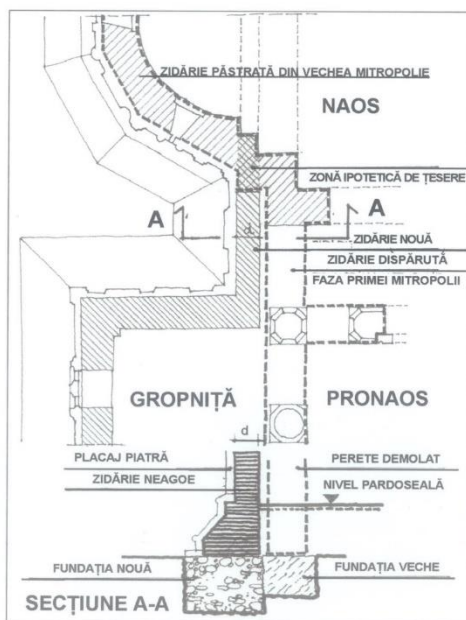 ZIDĂRIE PĂSTRATĂ DIN VECHEA MITROPOLIE
NAOS
ZONĂ IPOTETICĂ DE ȚESERE
A
A
d
ZIDĂRIE NOUĂ
ZIDĂRIE DISPĂRUTĂ
FAZA PRIMEI MITROPOLII
GROPNIȚĂ
PRONAOS
d
PLACAJ PIATRĂ
PERETE DEMOLAT
ZIDĂRIE NEAGOE
NIVEL PARDOSEALĂ
FUNDAȚIA NOUĂ
FUNDAȚIA VECHE
SECȚIUNE A-A